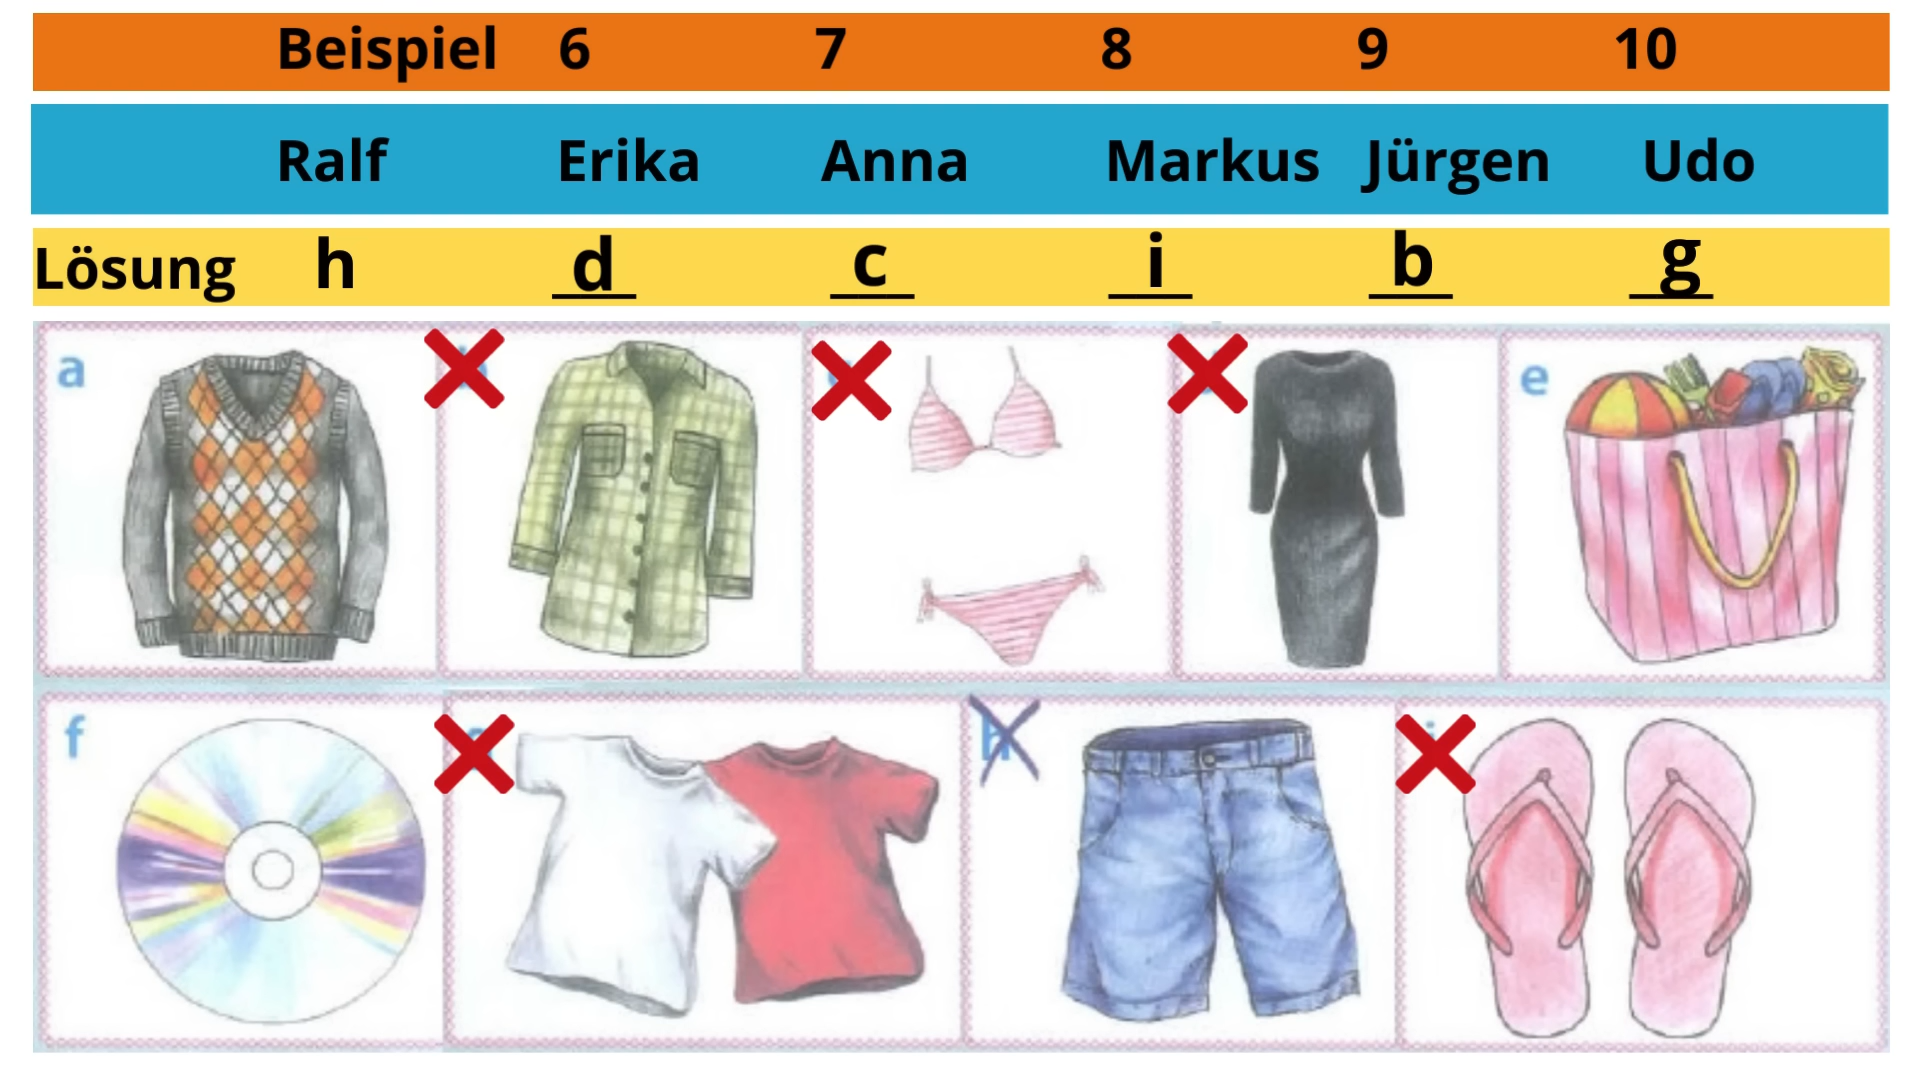 Beispiel 6 7 8 9 10
Ralf Erika Anna Markus Jürgen Udo
Lösung h d c i b g
a e
f h